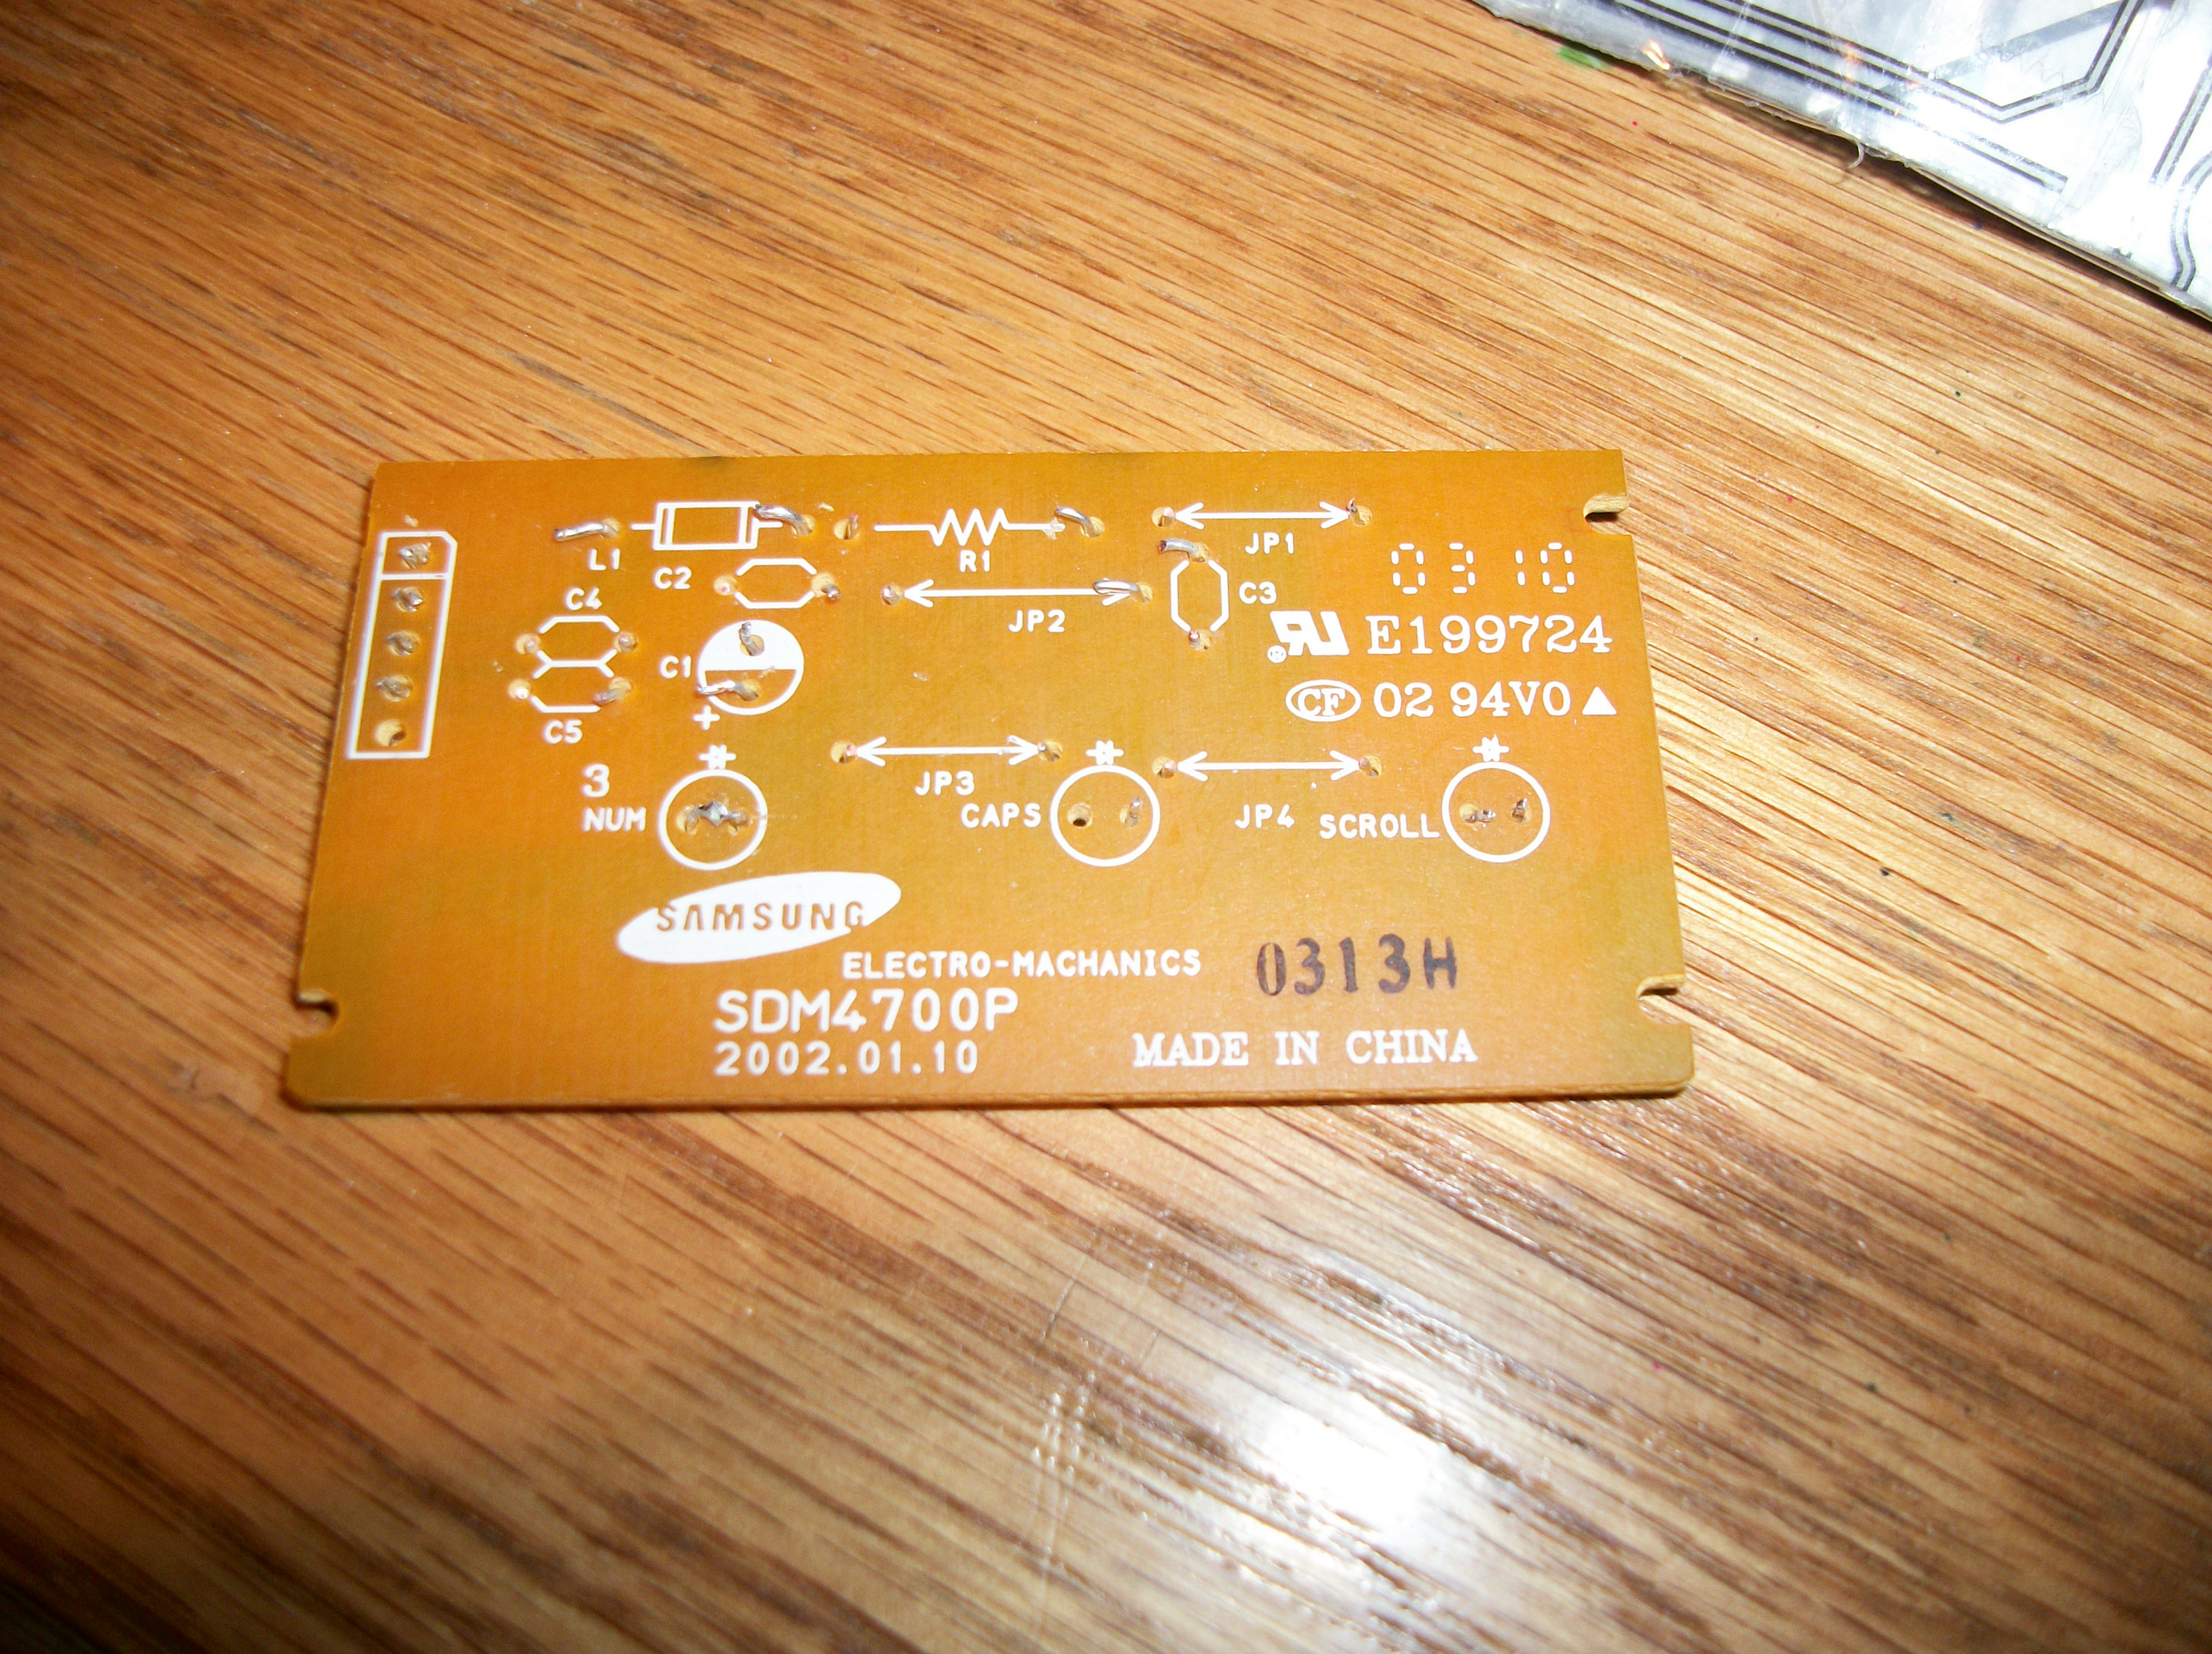 L1
R1
JP1
C2
JP2
C3
0310
C4
C1
+
C5
RU® E199724
CF 02 94V0
JP3
JP4
3
NUM
CAPS
SCROLL
SAMSUNG
ELECTRO-MACHANICS
0313H
SDM4700P
2002.01.10
MADE IN CHINA